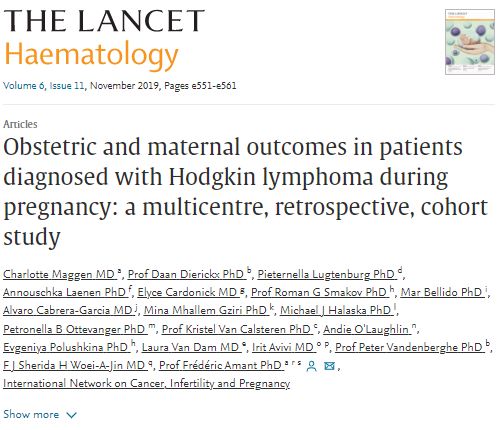 THE LANCET
Haematology
Volume 6, Issue 11, November 2019, Pages e551-e561
Articles
Obstetric and maternal outcomes in patients
diagnosed with Hodgkin lymphoma during
pregnancy: a multicentre, retrospective, cohort
study
Charlotte Maggen MD a, Prof Daan Dierickx PhD b, Pieternella Lugtenburg PhD d,
Annouschka Laenen PhD f, Elyce Cardonick MD g, Prof Roman G Smakov PhD h, Mar Bellido PhD i,
Alvaro Cabrera-Garcia MD j, Mina Mhallem Gziri PhD k, Michael J Halaska PhD l,
Petronella B Ottevanger PhD m, Prof Kristel Van Calsteren PhD c, Andie O'Laughlin n,
Evgeniya Polushkina PhD h, Laura Van Dam MD e, Irit Avivi MD o p, Prof Peter Vandenberghe PhD b,
F J Sherida H Woei-A-Jin MD q, Prof Frédéric Amant PhD a r s ,
International Network on Cancer, Infertility and Pregnancy
Show more